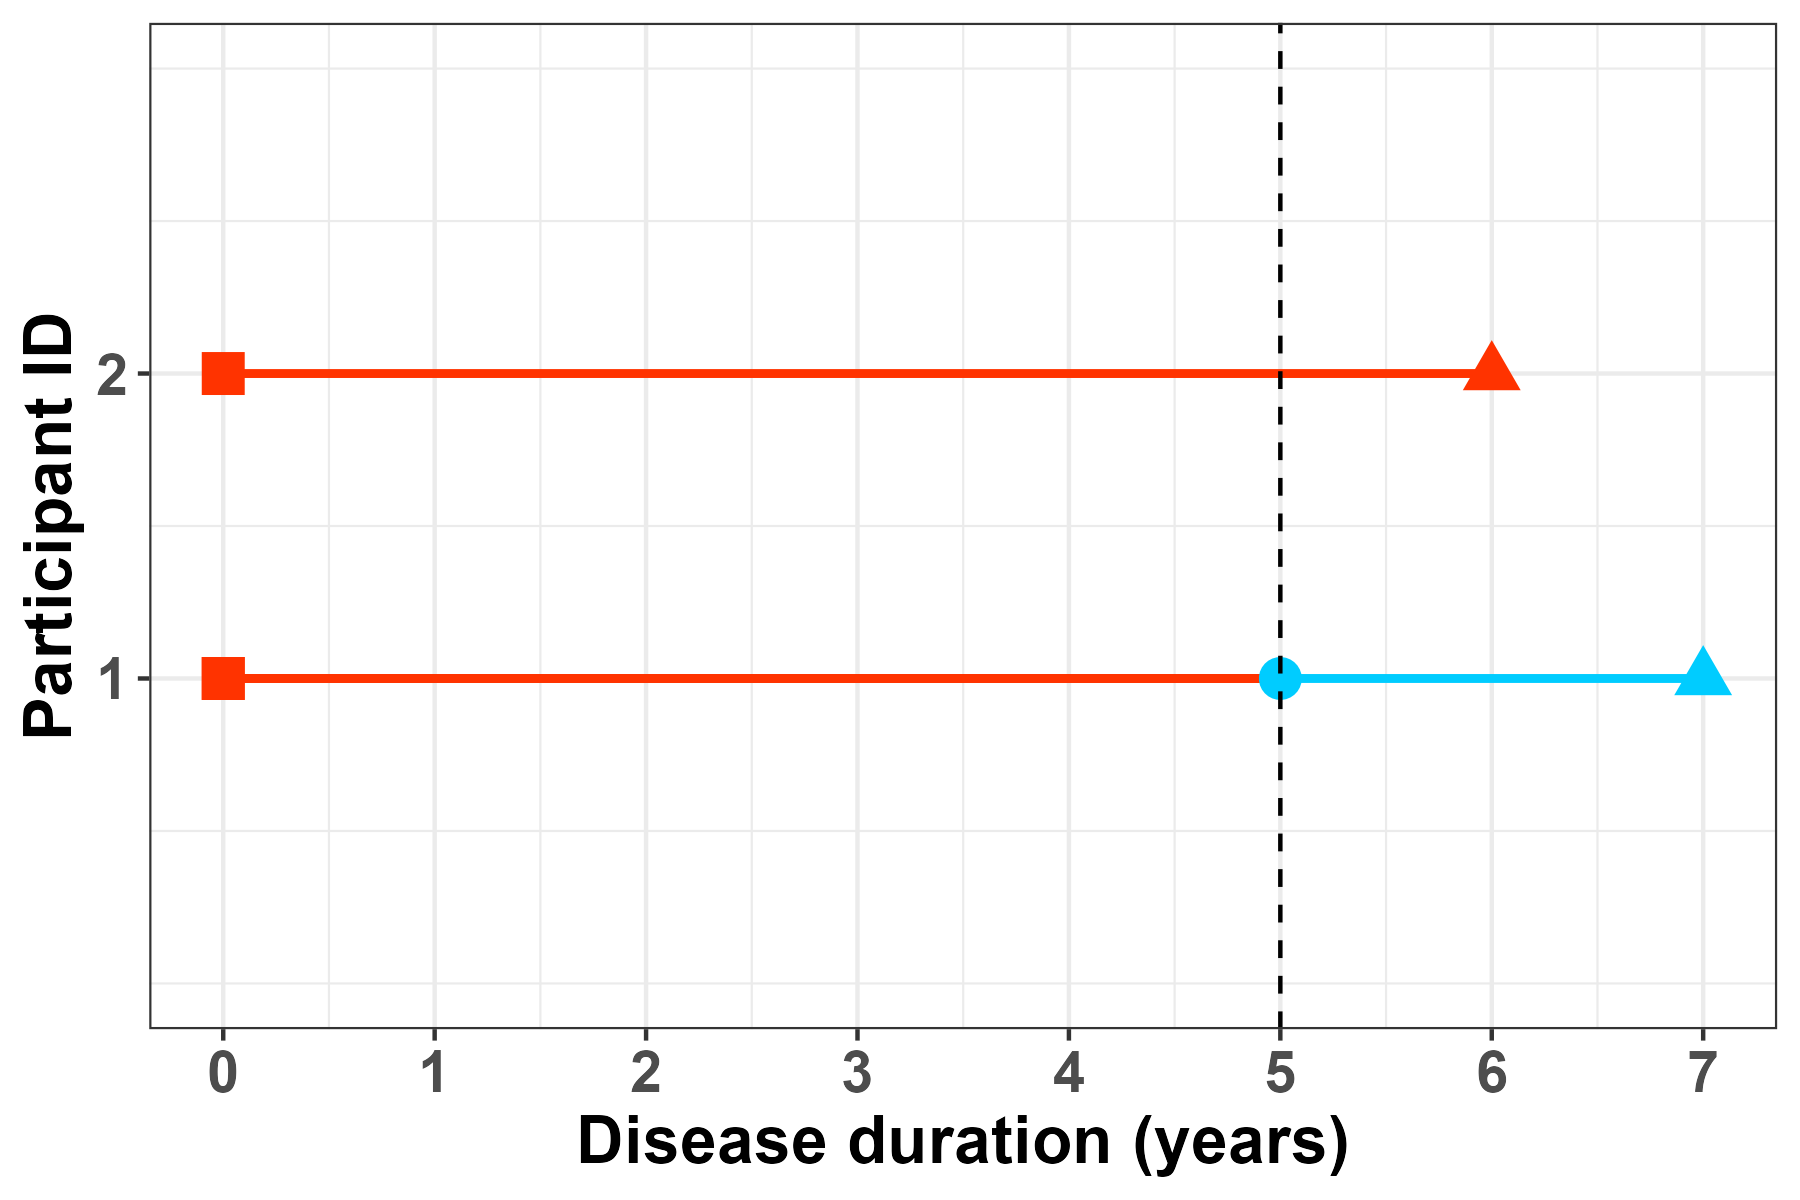 Participant ID
2
1
0 1 2 3 4 5 6 7
Disease duration (years)